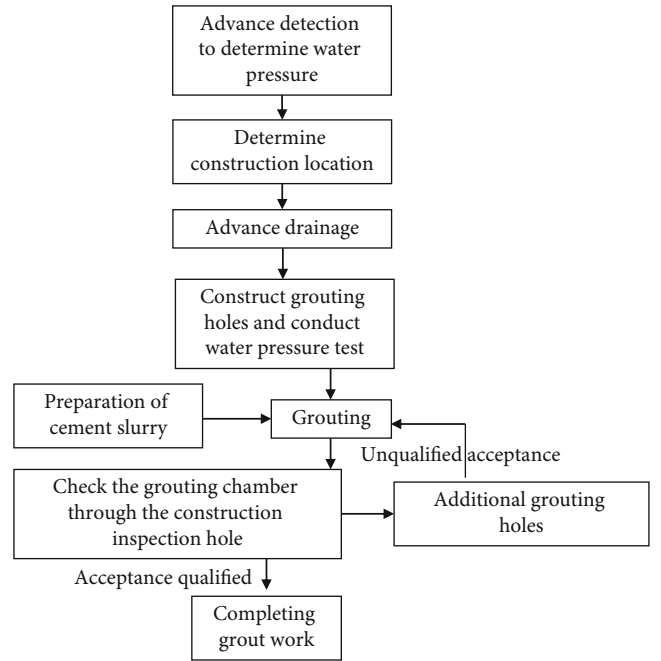 Advance detection
to determine water
pressure
Determine
construction location
Advance drainage
Construct grouting
holes and conduct
water pressure test
Preparation of
cement slurry
Grouting
Unqualified acceptance
Check the grouting chamber
through the construction
inspection hole
Additional grouting
holes
Acceptance qualified
Completing
grout work